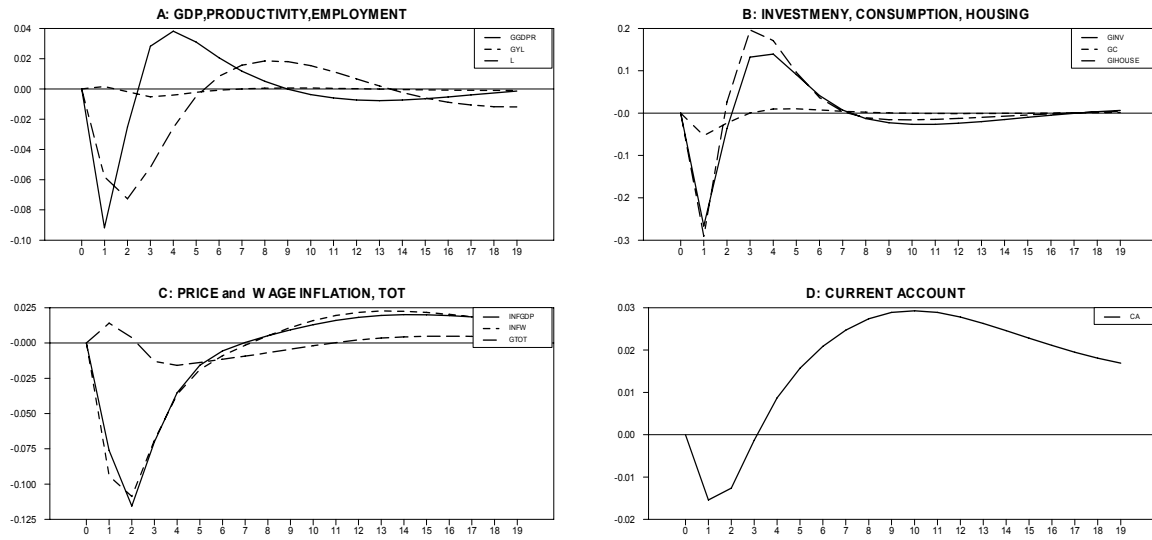 A: GDP,PRODUCTIVITY,EMPLOYMENT
GGDPR
GYL
L
0.04
0.02
0.00
-0.02
-0.04
-0.06
-0.08
-0.10
0 1 2 3 4 5 6 7 8 9 10 11 12 13 14 15 16 17 18 19
B: INVESTMENY, CONSUMPTION, HOUSING
GINV
GC
GIHOUSE
0.2
0.1
-0.0
-0.1
-0.2
-0.3
0 1 2 3 4 5 6 7 8 9 10 11 12 13 14 15 16 17 18 19
C: PRICE and WAGE INFLATION, TOT
INFGDP
INFW
GTOT
0.025
-0.000
-0.025
-0.050
-0.075
-0.100
-0.125
0 1 2 3 4 5 6 7 8 9 10 11 12 13 14 15 16 17 18 19
D: CURRENT ACCOUNT
CA
0.03
0.02
0.01
0.00
-0.01
-0.02
0 1 2 3 4 5 6 7 8 9 10 11 12 13 14 15 16 17 18 19